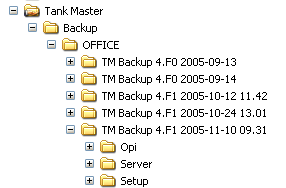 Tank Master
Backup
OFFICE
TM Backup 4.F0 2005-09-13
TM Backup 4.F0 2005-09-14
TM Backup 4.F1 2005-10-12 11.42
TM Backup 4.F1 2005-10-24 13.01
TM Backup 4.F1 2005-11-10 09.31
Opi
Server
Setup